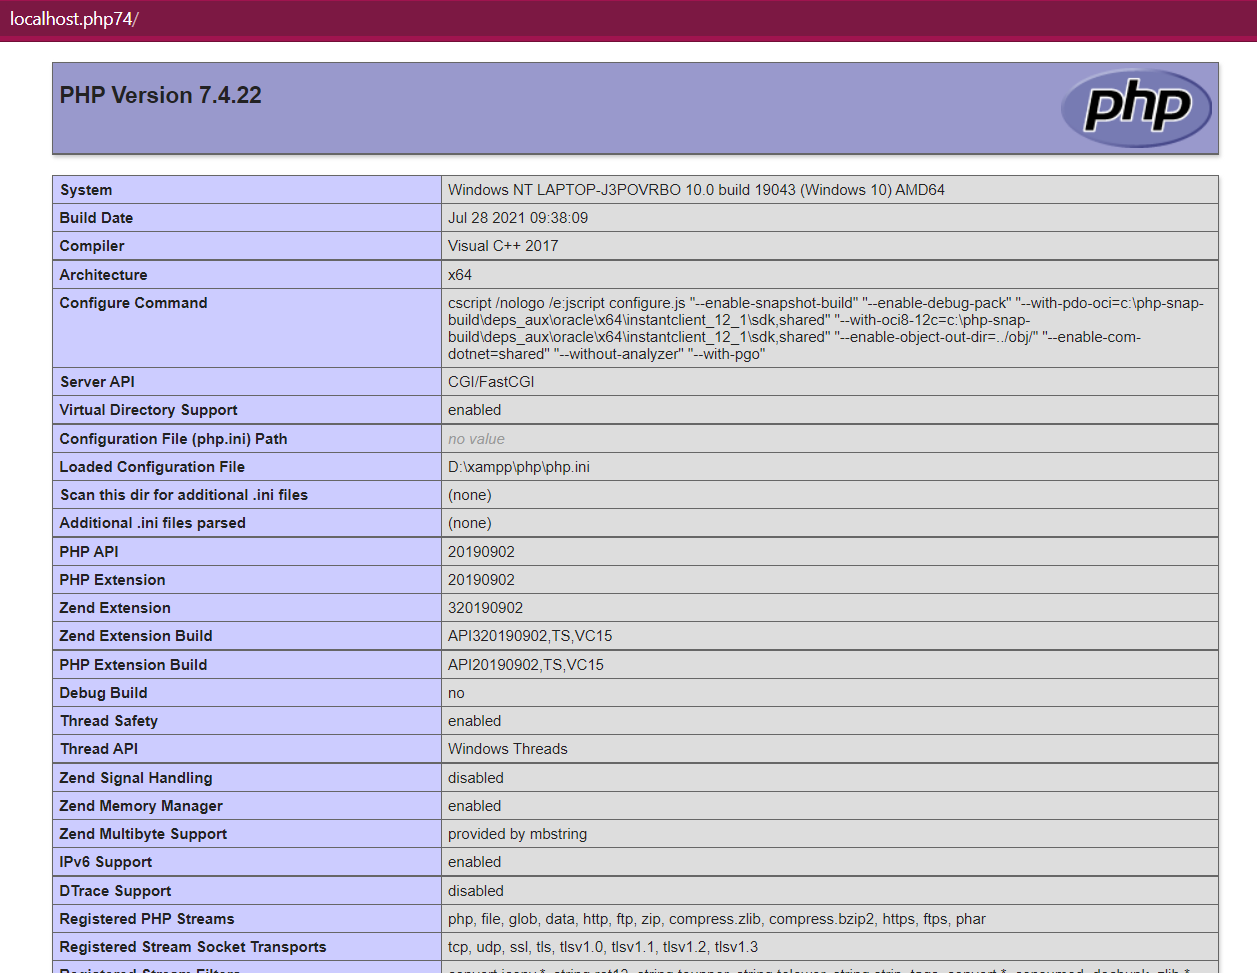 localhost.php74/
PHP Version 7.4.22
php
System Windows NT LAPTOP-J3POVRBO 10.0 build 19043 (Windows 10) AMD64
Build Date Jul 28 2021 09:38:09
Compiler Visual C++ 2017
Architecture x64
Configure Command cscript /nologo /e:jscript configure.js "--enable-snapshot-build" "--enable-debug-pack" "--with-pdo-oci=c:\php-snap-
build\deps_aux\oracle\x64\instantclient_12_1\sdk,shared" "--with-oci8-12c=c:\php-snap-
build\deps_aux\oracle\x64\instantclient_12_1\sdk,shared" "--enable-object-out-dir=../obj/" "--enable-com-
dotnet=shared" "--without-analyzer" "--with-pgo"
Server API CGI/FastCGI
Virtual Directory Support enabled
Configuration File (php.ini) Path no value
Loaded Configuration File D:\xampp\php\php.ini
Scan this dir for additional .ini files (none)
Additional .ini files parsed (none)
PHP API 20190902
PHP Extension 20190902
Zend Extension 320190902
Zend Extension Build API320190902,TS,VC15
PHP Extension Build API20190902,TS,VC15
Debug Build no
Thread Safety enabled
Thread API Windows Threads
Zend Signal Handling disabled
Zend Memory Manager enabled
Zend Multibyte Support provided by mbstring
IPv6 Support enabled
DTrace Support disabled
Registered PHP Streams php, file, glob, data, http, ftp, zip, compress.zlib, compress.bzip2, https, ftps, phar
Registered Stream Socket Transports tcp, udp, ssl, tls, tlsv1.0, tlsv1.1, tlsv1.2, tlsv1.3